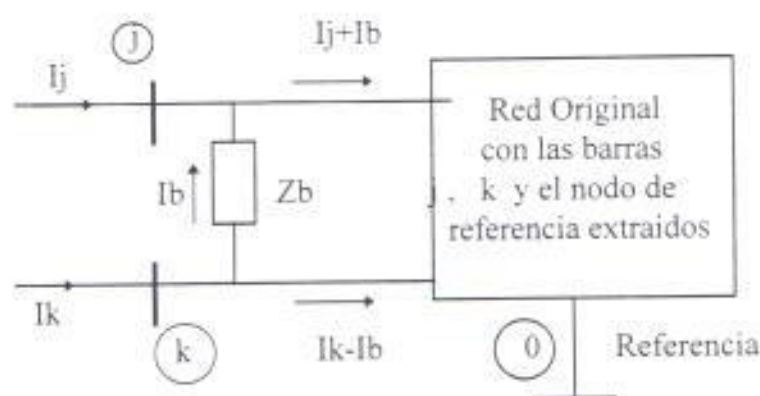 J
Ij+Ib
Ij
Red Original
con las barras
Ib
Zb
j , k y el nodo de
referencia extraidos
Ik
k
Ik-Ib
0
Referencia